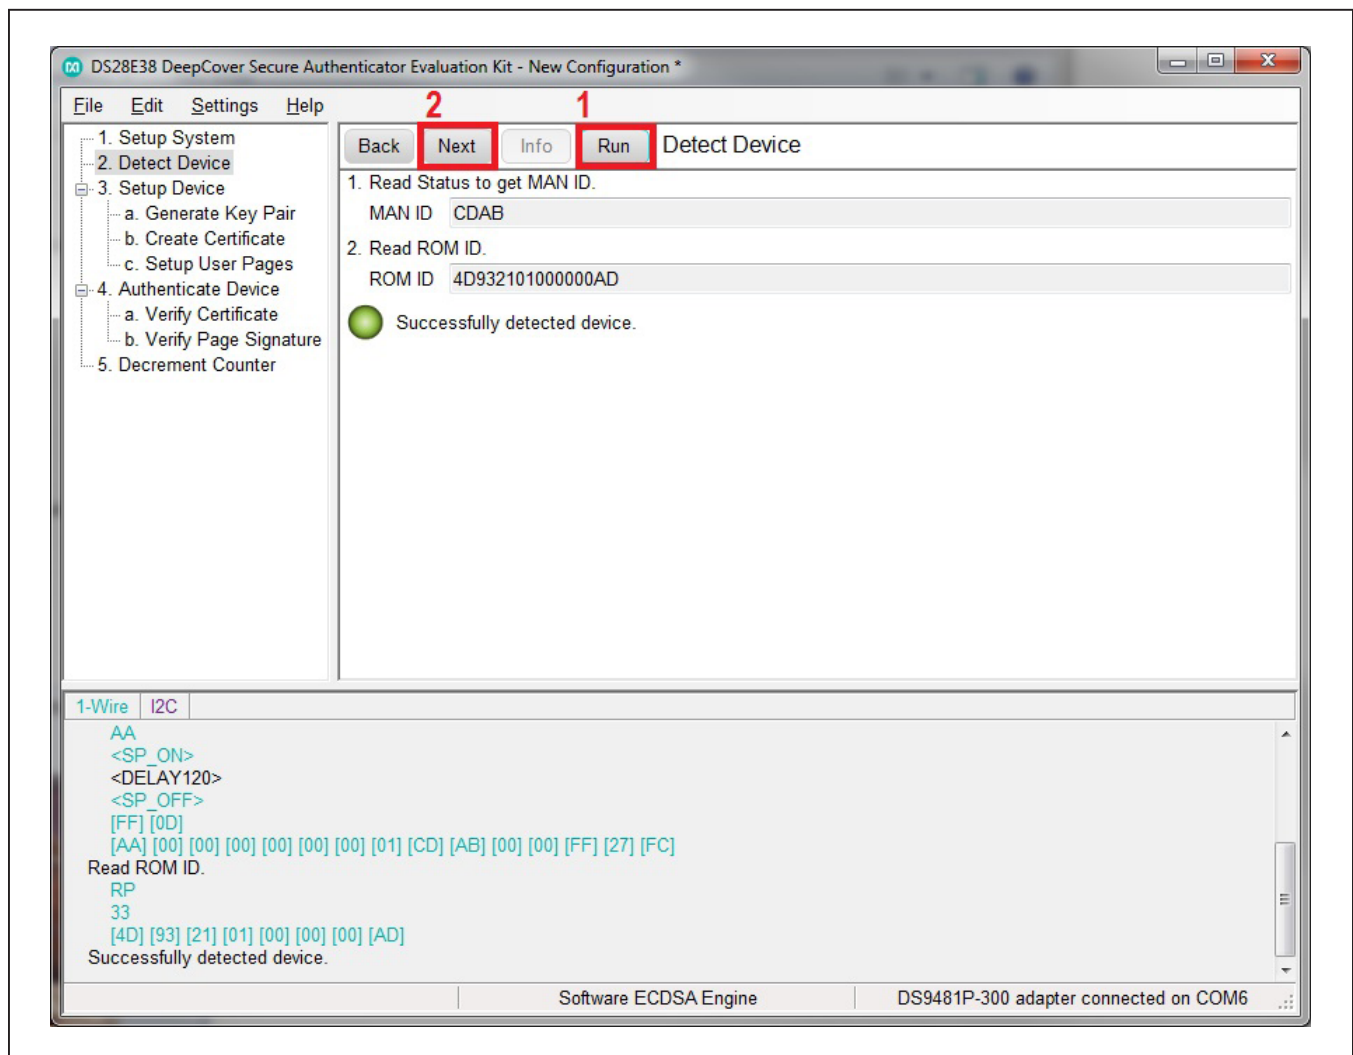 DS28E38 DeepCover Secure Authenticator Evaluation Kit - New Configuration *
File Edit Settings Help
2 1
1. Setup System
2. Detect Device
3. Setup Device
a. Generate Key Pair
b. Create Certificate
c. Setup User Pages
4. Authenticate Device
a. Verify Certificate
b. Verify Page Signature
5. Decrement Counter
Back Next Info Run Detect Device
1. Read Status to get MAN ID.
MAN ID CDAB
2. Read ROM ID.
ROM ID 4D932101000000AD
Successfully detected device.
1-Wire I2C
AA
<SP_ON>
<DELAY120>
<SP_OFF>
[FF] [0D]
[AA] [00] [00] [00] [00] [00] [00] [01] [CD] [AB] [00] [00] [FF] [27] [FC]
Read ROM ID.
RP
33
[4D] [93] [21] [01] [00] [00] [00] [AD]
Successfully detected device.
Software ECDSA Engine DS9481P-300 adapter connected on COM6